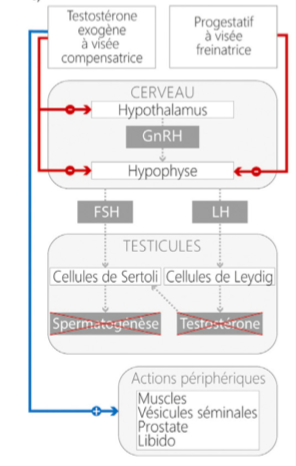 Testostérone
exogène
à visée
compensatrice
Progestatif
à visée
freinatrice
CERVEAU
Hypothalamus
GnRH
Hypophyse
FSH
LH
TESTICULES
Cellules de Sertoli
Cellules de Leydig
Spermatogénèse
Testostérone
Actions périphériques
Muscles
Vésicules séminales
Prostate
Libido